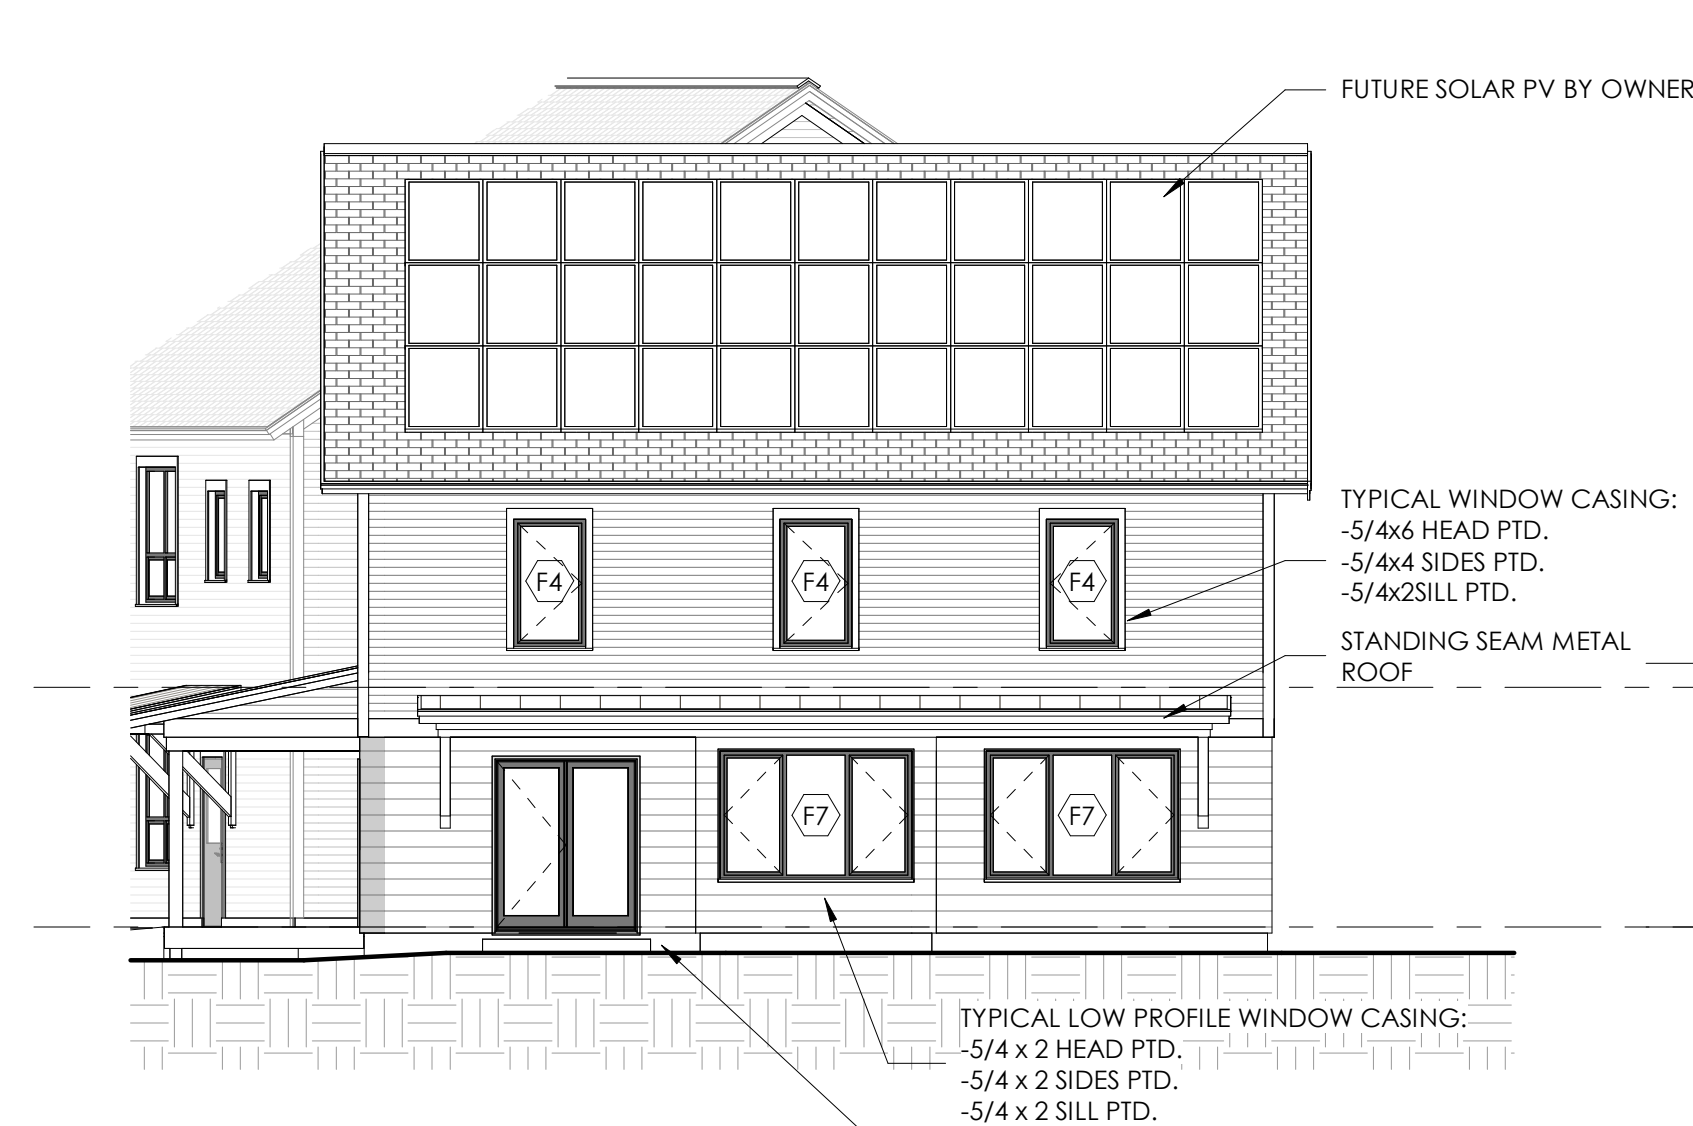 FUTURE SOLAR PV BY OWNER
TYPICAL WINDOW CASING:
-5/4x6 HEAD PTD.
-5/4x4 SIDES PTD.
-5/4x2SILL PTD.
F4
F4
F4
STANDING SEAM METAL
ROOF
F7
F7
TYPICAL LOW PROFILE WINDOW CASING:
-5/4 x 2 HEAD PTD.
-5/4 x 2 SIDES PTD.
-5/4 x 2 SILL PTD.